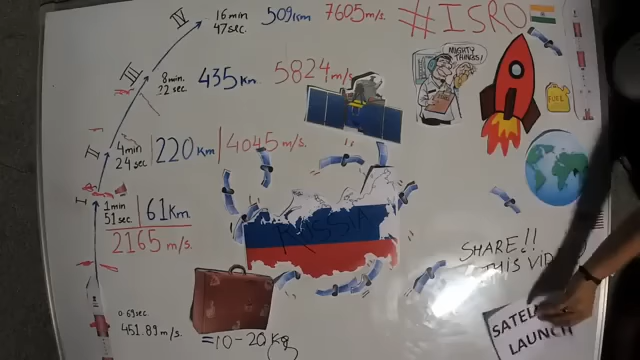 IV
16 min
47 sec.
509 Km
7605 m/s.
#ISRO
MIGHTY
THINGS!
III
8 min.
22 sec.
435 Km
5824 m/s
FUEL
II
4 min
24 sec
220 Km
4045 m/s.
I
1 min
51 sec.
61 Km
2165 m/s.
RUSSIA
SHARE!!
THIS VID
0.69 sec.
451.89 m/s.
=10-20 Kg
LAUNCH